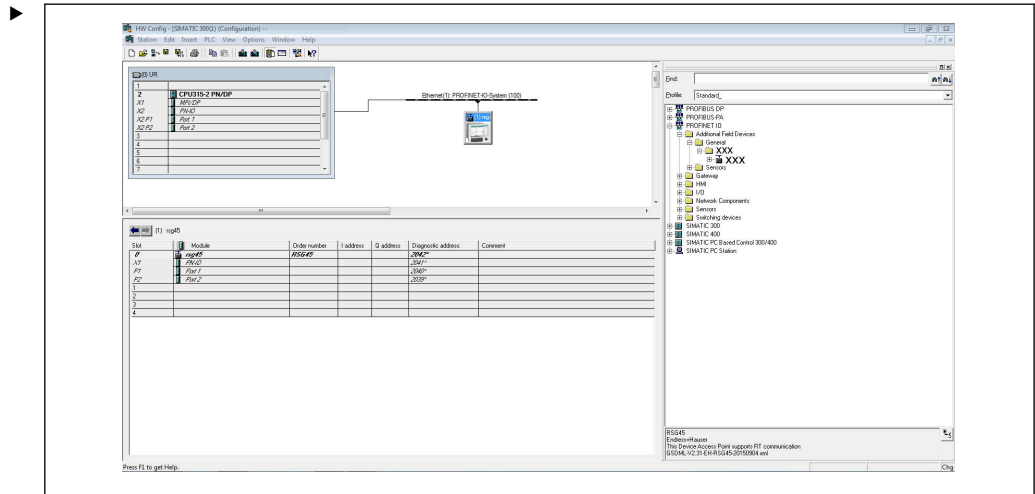 HW Config - [SIMATIC 300(1) (Configuration) --
Station Edit Insert PLC View Options Window Help
(0) UR
1
2 CPU315-2 PN/DP
X1 MPI/DP
X2 PN-IO
X2 P1 Port 1
X2 P2 Port 2
3
4
5
6
7
Ethernet(1): PROFINET-IO-System (100)
(1) rsg
(1) rsg45
Slot Module Order number I address Q address Diagnostic address: Comment
0 rsg45 RSG45 2042*
X1 PN-IO 2041*
P1 Port 1 2040*
P2 Port 2 2039*
1
2
3
4
Find:
Profile: Standard_
PROFIBUS DP
PROFIBUS-PA
PROFINET IO
Additional Field Devices
General
XXX
XXX
Sensors
Gateway
HMI
I/O
Network Components
Sensors
Switching devices
SIMATIC 300
SIMATIC 400
SIMATIC PC Based Control 300/400
SIMATIC PC Station
RSG45
Endress+Hauser
This Device Access Point supports RT communication
GSDML-V2.31-EH-RSG45-20150904.xml
Press F1 to get Help.
Chg